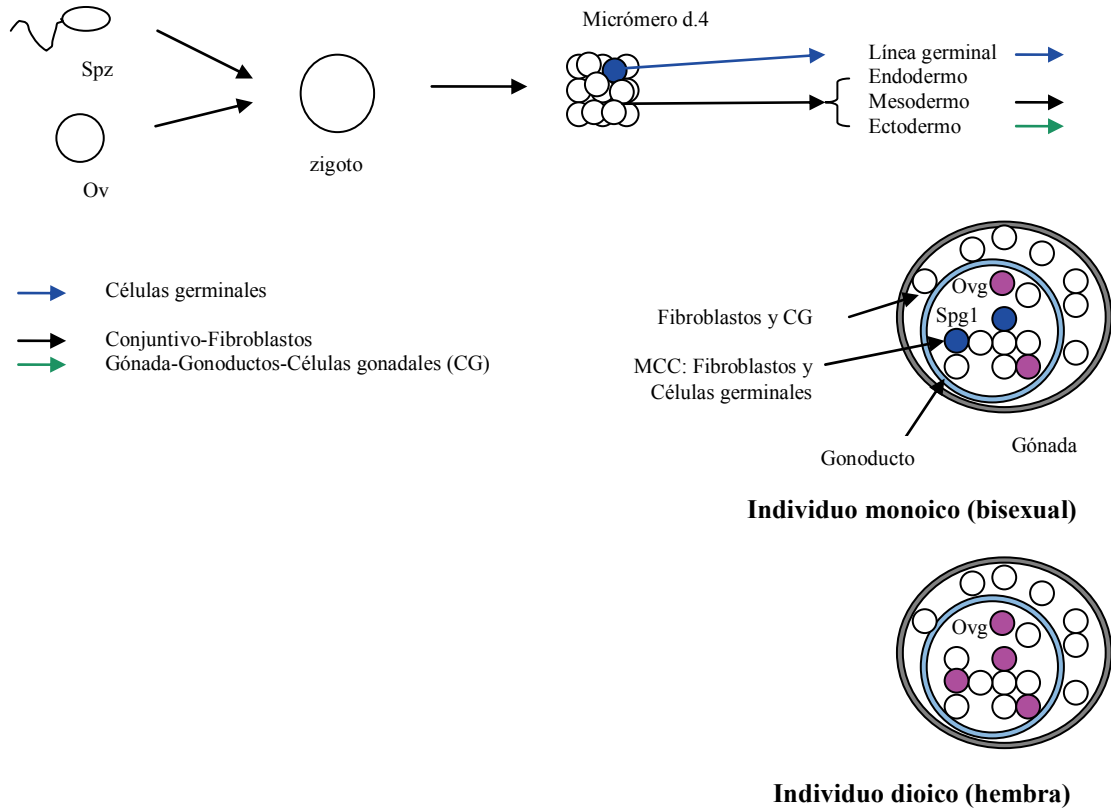 Micrómero d.4
Spz
Línea germinal
Endodermo
Mesodermo
Ectodermo
zigoto
Ov
Células germinales
Conjuntivo-Fibroblastos
Gónada-Gonoductos-Células gonadales (CG)
Ovg
Spg1
Fibroblastos y CG
MCC: Fibroblastos y
Células germinales
Gonoducto
Gónada
Individuo monoico (bisexual)
Ovg
Individuo dioico (hembra)